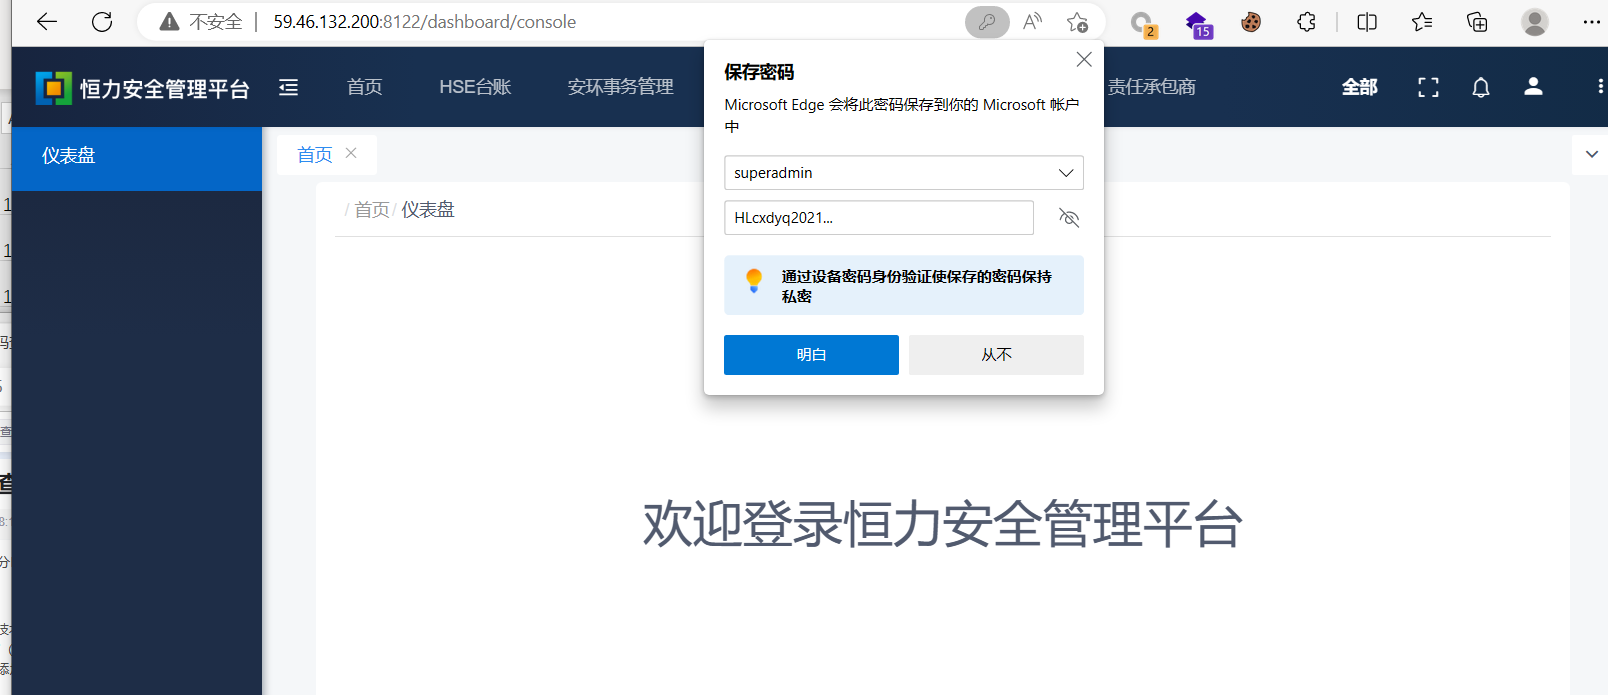 不安全 59.46.132.200:8122/dashboard/console
2
15
恒力安全管理平台 首页 HSE台账 安环事务管理 责任承包商 全部
仪表盘
首页
/ 首页 / 仪表盘
保存密码
Microsoft Edge 会将此密码保存到你的 Microsoft 帐户
中
superadmin
HLcxdyq2021...
通过设备密码身份验证使保存的密码保持
私密
明白 从不
欢迎登录恒力安全管理平台